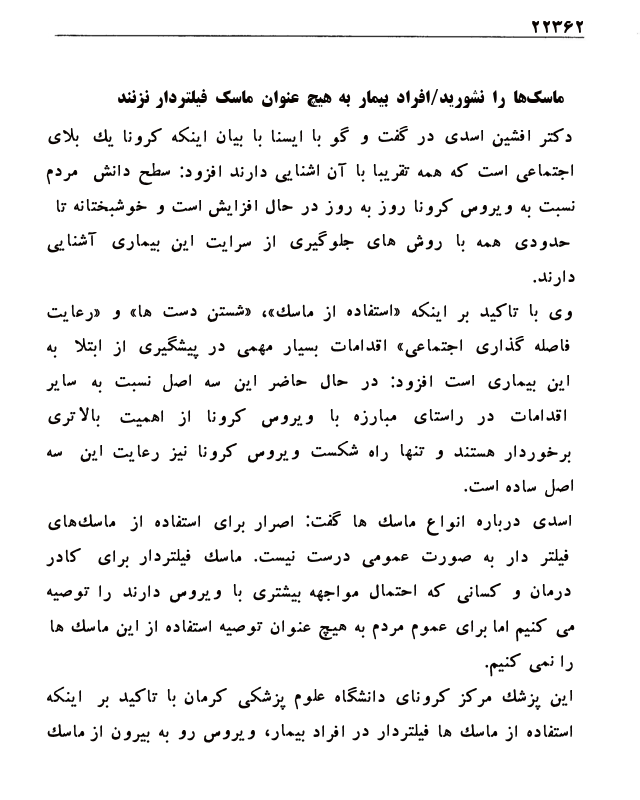 ۲۲۳۶۲
ماسک‌ها را نشورید/افراد بیمار به هیچ عنوان ماسک فیلتردار نزنند
دکتر افشین اسدی در گفت و گو با ایسنا با بیان اینکه کرونا یك بلای
اجتماعی است که همه تقریبا با آن اشنایی دارند افزود: سطح دانش مردم
نسبت به ویروس کرونا روز به روز در حال افزایش است و خوشبختانه تا
حدودی همه با روش های جلوگیری از سرایت این بیماری آشنایی
دارند.
وی با تاکید بر اینکه «استفاده از ماسك»، «شستن دست ها» و «رعایت
فاصله گذاری اجتماعی» اقدامات بسیار مهمی در پیشگیری از ابتلا به
این بیماری است افزود: در حال حاضر این سه اصل نسبت به سایر
اقدامات در راستای مبارزه با ویروس کرونا از اهمیت بالاتری
برخوردار هستند و تنها راه شکست ویروس کرونا نیز رعایت این سه
اصل ساده است.
اسدی درباره انواع ماسك ها گفت: اصرار برای استفاده از ماسك‌های
فیلتر دار به صورت عمومی درست نیست. ماسك فیلتردار برای کادر
درمان و کسانی که احتمال مواجهه بیشتری با ویروس دارند را توصیه
می کنیم اما برای عموم مردم به هیچ عنوان توصیه استفاده از این ماسك ها
را نمی کنیم.
این پزشك مرکز کرونای دانشگاه علوم پزشکی کرمان با تاکید بر اینکه
استفاده از ماسك ها فیلتردار در افراد بیمار، ویروس رو به بیرون از ماسك